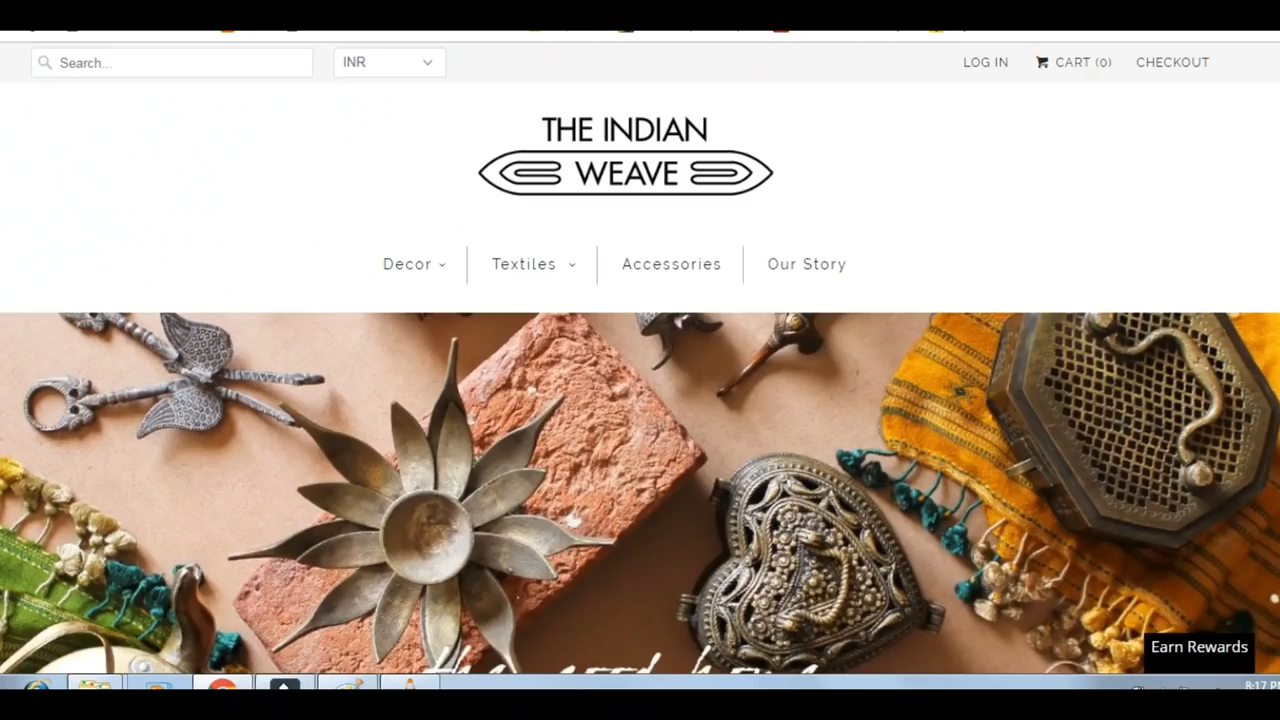 Search...
INR
LOG IN
CART (0)
CHECKOUT
THE INDIAN
WEAVE
Decor
Textiles
Accessories
Our Story
Earn Rewards